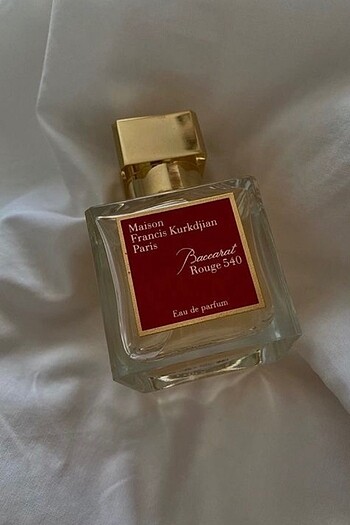 Maison
Francis Kurkdjian
Paris
Baccarat
Rouge 540
Eau de parfum